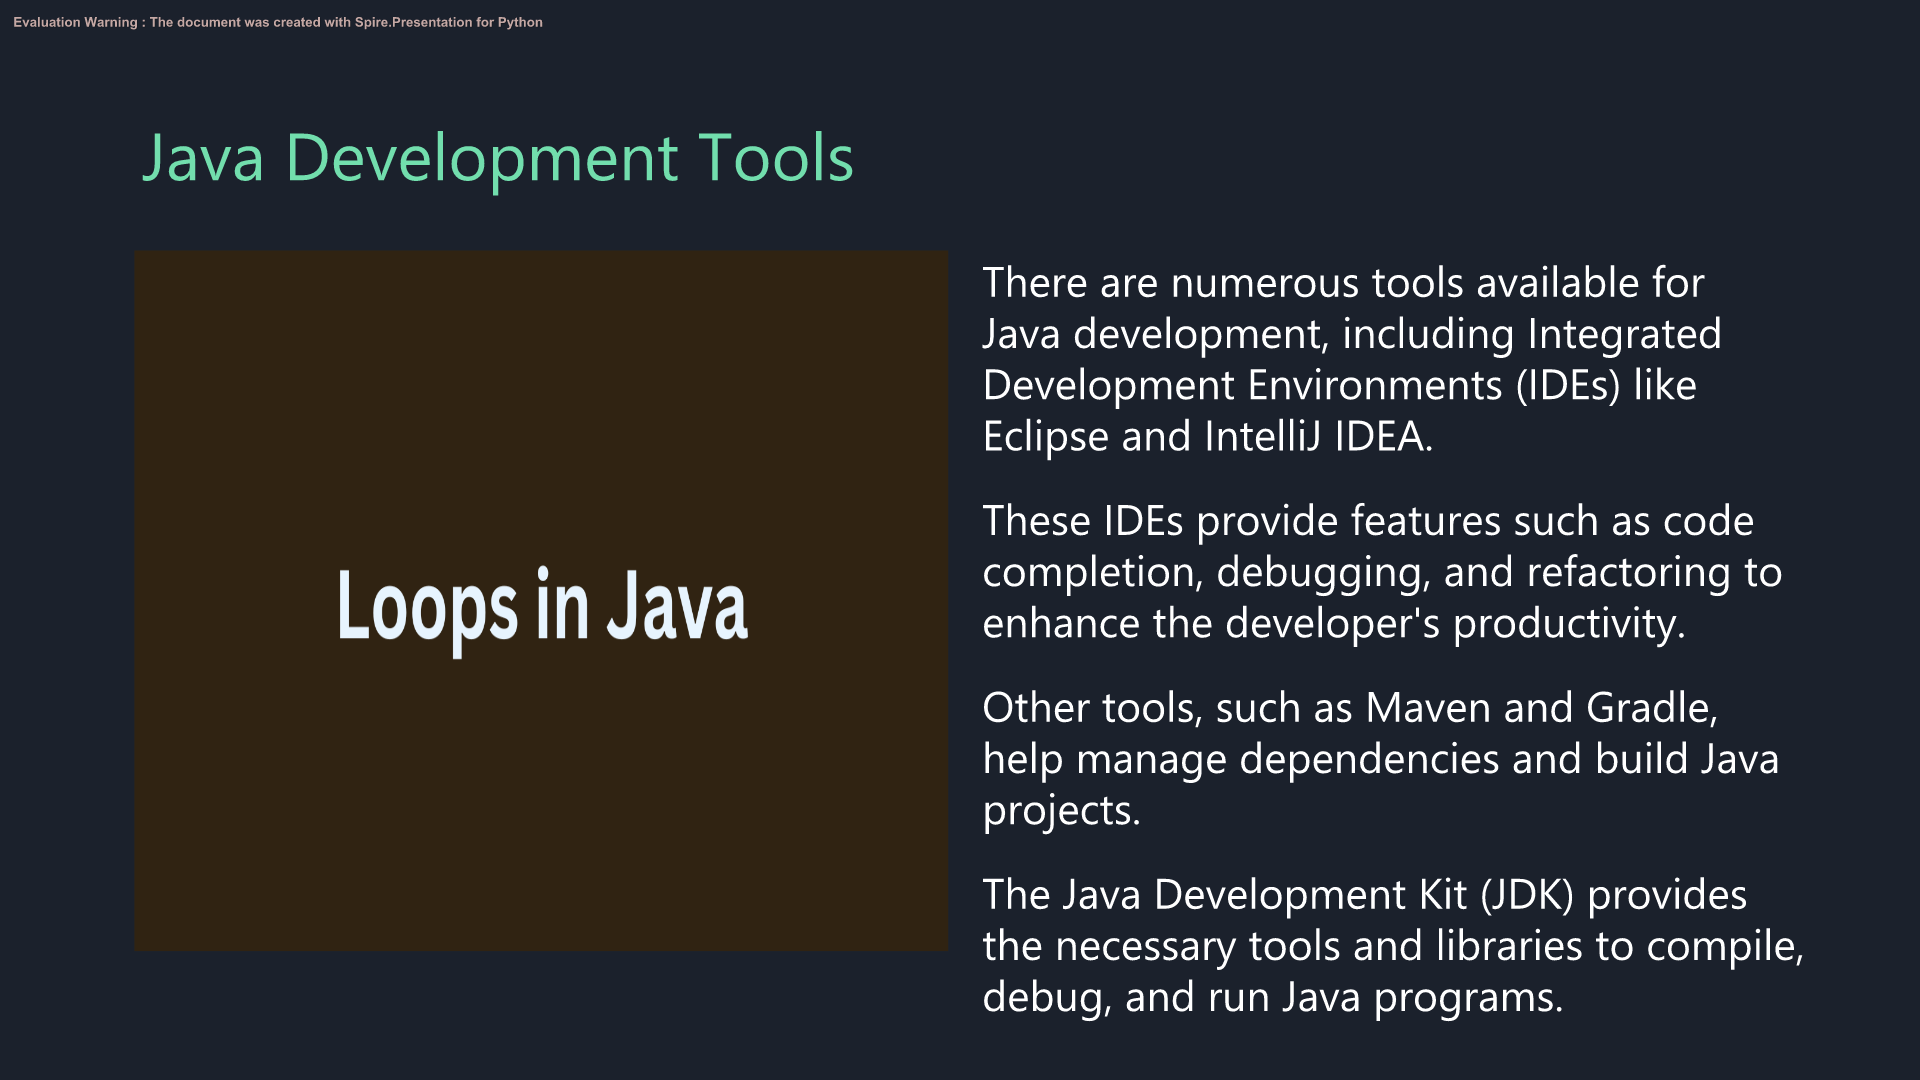 Evaluation Warning : The document was created with Spire.Presentation for Python
Java Development Tools
Loops in Java
There are numerous tools available for
Java development, including Integrated
Development Environments (IDEs) like
Eclipse and IntelliJ IDEA.
These IDEs provide features such as code
completion, debugging, and refactoring to
enhance the developer's productivity.
Other tools, such as Maven and Gradle,
help manage dependencies and build Java
projects.
The Java Development Kit (JDK) provides
the necessary tools and libraries to compile,
debug, and run Java programs.